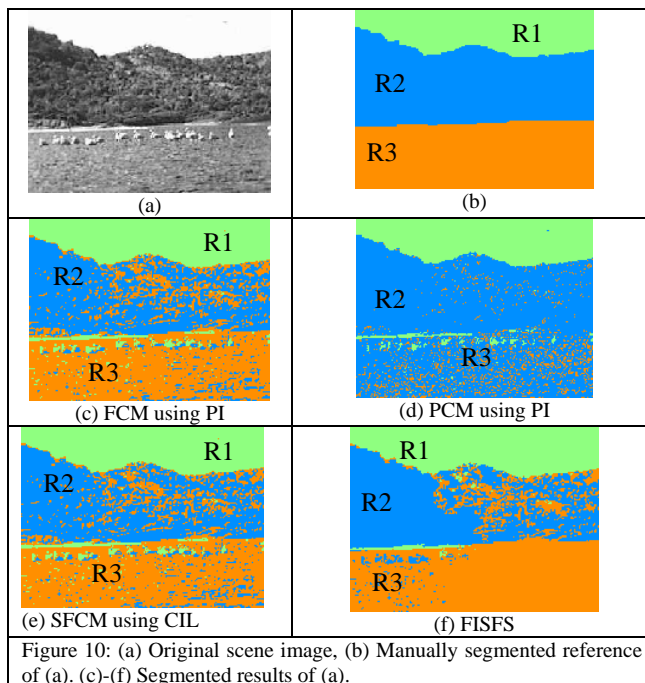 (a)
R1
R2
R3
(b)
R1
R2
R3
(c) FCM using PI
R2
R3
(d) PCM using PI
R1
R2
R3
(e) SFCM using CIL
R1
R2
R3
(f) FISFS
Figure 10: (a) Original scene image, (b) Manually segmented reference
of (a). (c)-(f) Segmented results of (a).